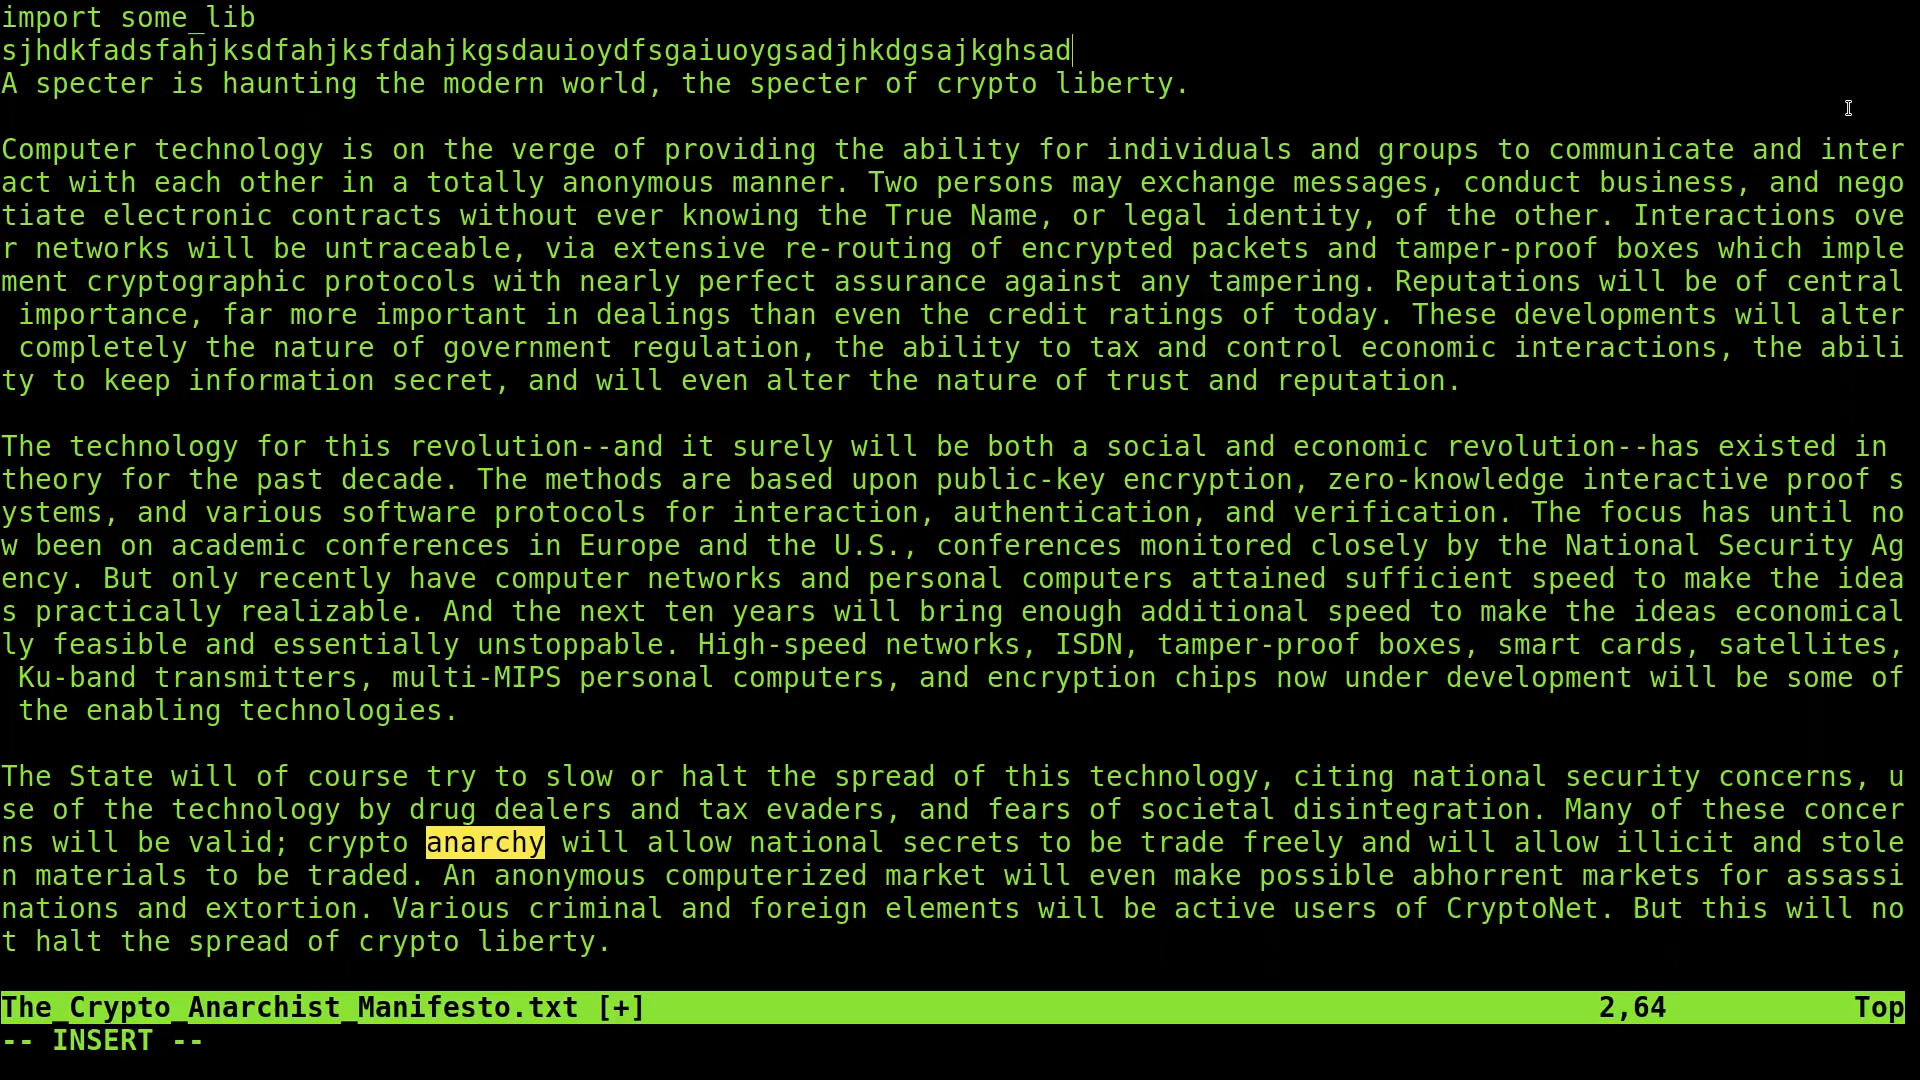 import some_lib
sjhdkfadsfahjksdfahjksfdahjkgsdauioydfsgaiuoygsadjhkdgsajkghsad
A specter is haunting the modern world, the specter of crypto liberty.
Computer technology is on the verge of providing the ability for individuals and groups to communicate and inter
act with each other in a totally anonymous manner. Two persons may exchange messages, conduct business, and nego
tiate electronic contracts without ever knowing the True Name, or legal identity, of the other. Interactions ove
r networks will be untraceable, via extensive re-routing of encrypted packets and tamper-proof boxes which imple
ment cryptographic protocols with nearly perfect assurance against any tampering. Reputations will be of central
 importance, far more important in dealings than even the credit ratings of today. These developments will alter
 completely the nature of government regulation, the ability to tax and control economic interactions, the abili
ty to keep information secret, and will even alter the nature of trust and reputation.
The technology for this revolution--and it surely will be both a social and economic revolution--has existed in
theory for the past decade. The methods are based upon public-key encryption, zero-knowledge interactive proof s
ystems, and various software protocols for interaction, authentication, and verification. The focus has until no
w been on academic conferences in Europe and the U.S., conferences monitored closely by the National Security Ag
ency. But only recently have computer networks and personal computers attained sufficient speed to make the idea
s practically realizable. And the next ten years will bring enough additional speed to make the ideas economical
ly feasible and essentially unstoppable. High-speed networks, ISDN, tamper-proof boxes, smart cards, satellites,
 Ku-band transmitters, multi-MIPS personal computers, and encryption chips now under development will be some of
 the enabling technologies.
The State will of course try to slow or halt the spread of this technology, citing national security concerns, u
se of the technology by drug dealers and tax evaders, and fears of societal disintegration. Many of these concer
ns will be valid; crypto anarchy will allow national secrets to be trade freely and will allow illicit and stole
n materials to be traded. An anonymous computerized market will even make possible abhorrent markets for assassi
nations and extortion. Various criminal and foreign elements will be active users of CryptoNet. But this will no
t halt the spread of crypto liberty.
The_Crypto_Anarchist_Manifesto.txt [+] 2,64 Top
-- INSERT --